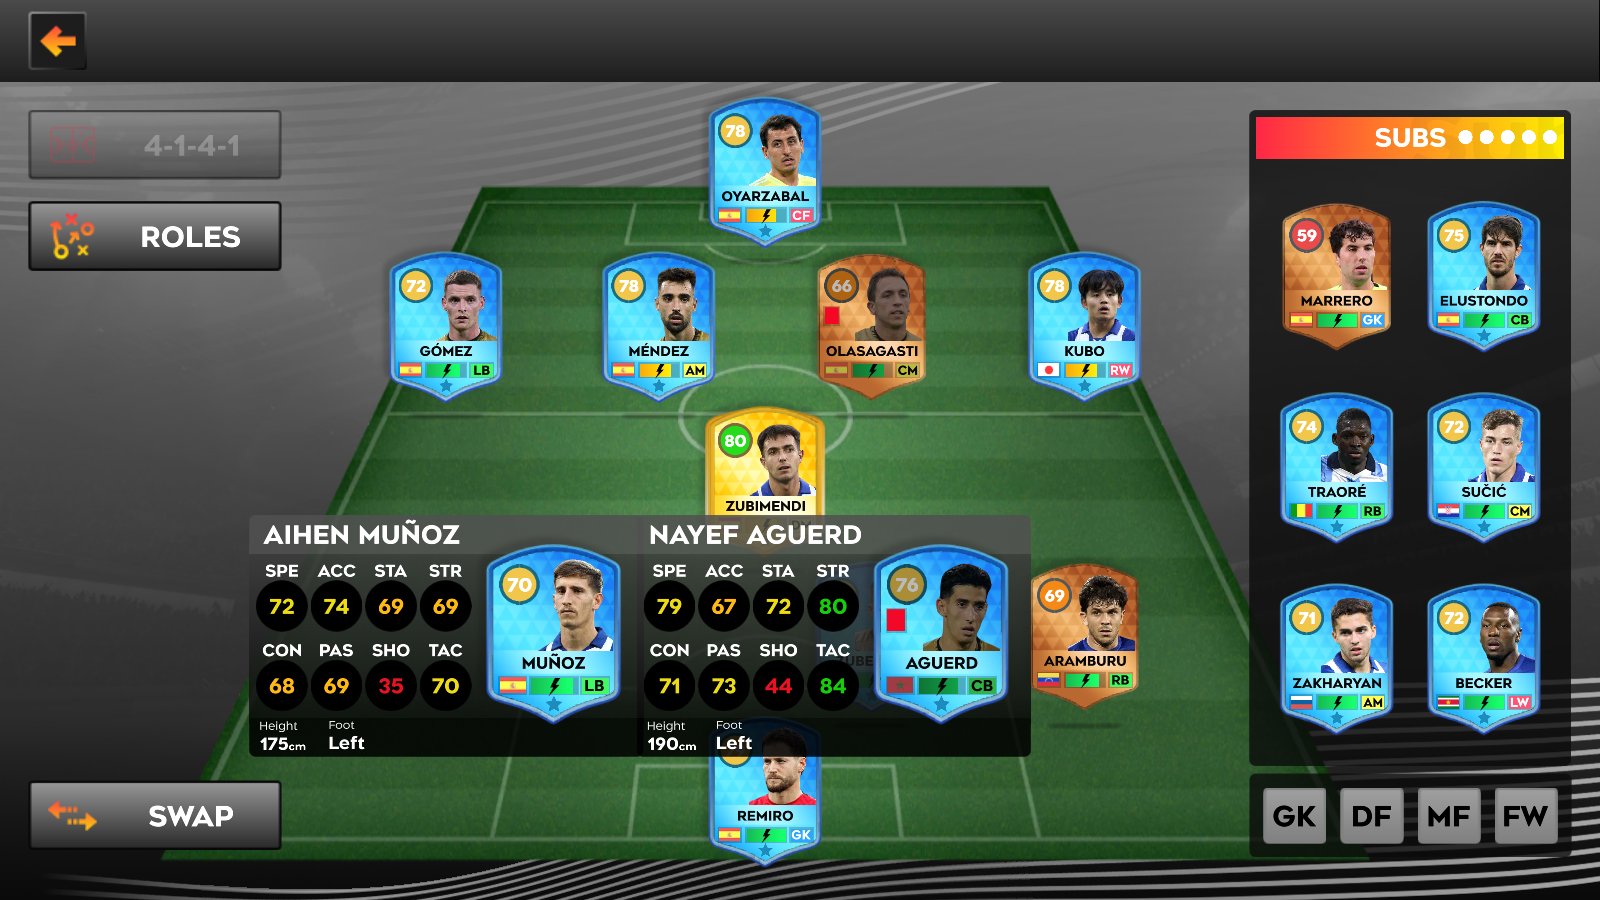 4-1-4-1
ROLES
SWAP
78
OYARZABAL
CF
72
GÓMEZ
LB
78
MÉNDEZ
AM
66
OLASAGASTI
CM
78
KUBO
RW
80
ZUBIMENDI
AIHEN MUÑOZ
SPE ACC STA STR
72 74 69 69
CON PAS SHO TAC
68 69 35 70
Height Foot
175cm Left
70
MUÑOZ
LB
NAYEF AGUERD
SPE ACC STA STR
79 67 72 80
CON PAS SHO TAC
71 73 44 84
Height Foot
190cm Left
76
AGUERD
CB
69
ARAMBURU
RB
REMIRO
GK
SUBS
59
MARRERO
GK
75
ELUSTONDO
CB
74
TRAORÉ
RB
72
SUČIĆ
CM
71
ZAKHARYAN
AM
72
BECKER
LW
GK DF MF FW